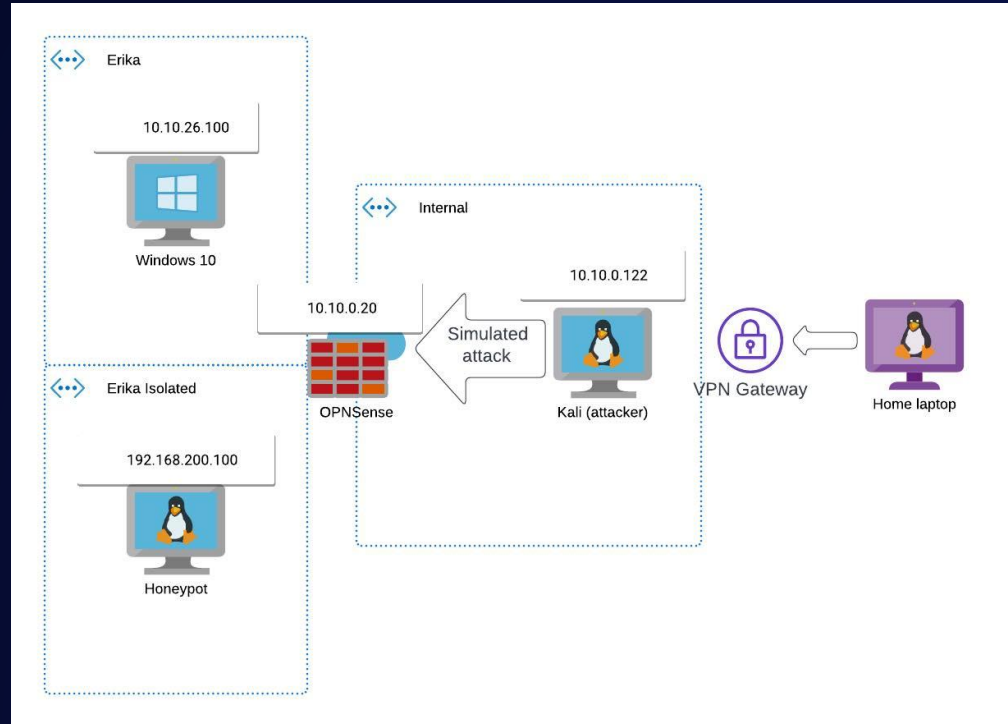 Erika
10.10.26.100
Windows 10
Internal
10.10.0.20
10.10.0.122
Simulated
attack
OPNSense
Kali (attacker)
VPN Gateway
Home laptop
Erika Isolated
192.168.200.100
Honeypot